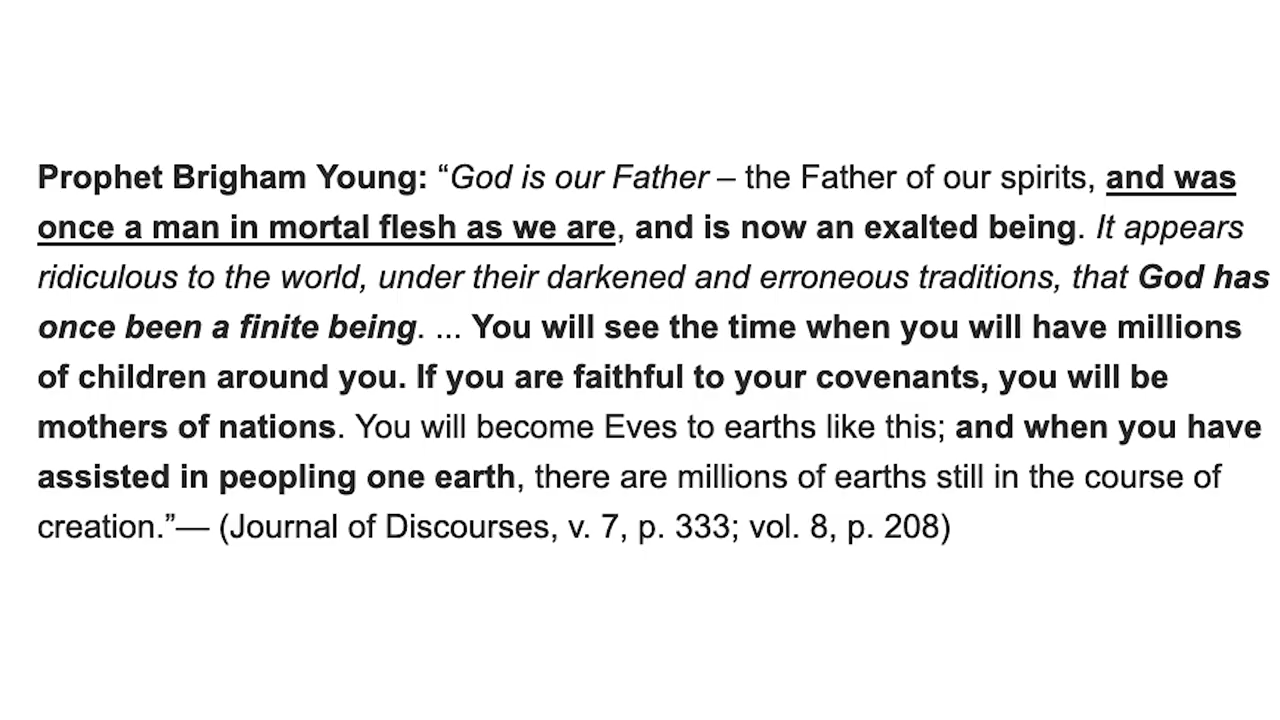 Prophet Brigham Young: “God is our Father – the Father of our spirits, and was
once a man in mortal flesh as we are, and is now an exalted being. It appears
ridiculous to the world, under their darkened and erroneous traditions, that God has
once been a finite being. ... You will see the time when you will have millions
of children around you. If you are faithful to your covenants, you will be
mothers of nations. You will become Eves to earths like this; and when you have
assisted in peopling one earth, there are millions of earths still in the course of
creation.”— (Journal of Discourses, v. 7, p. 333; vol. 8, p. 208)